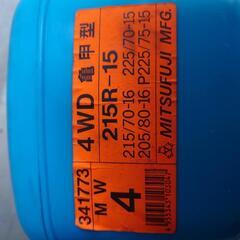 341773
MW
4
4WD 亀甲型
215R-15
215/70-16 225/70-15
205/80-16 P225/75-15
MITSUFUJI MFG.